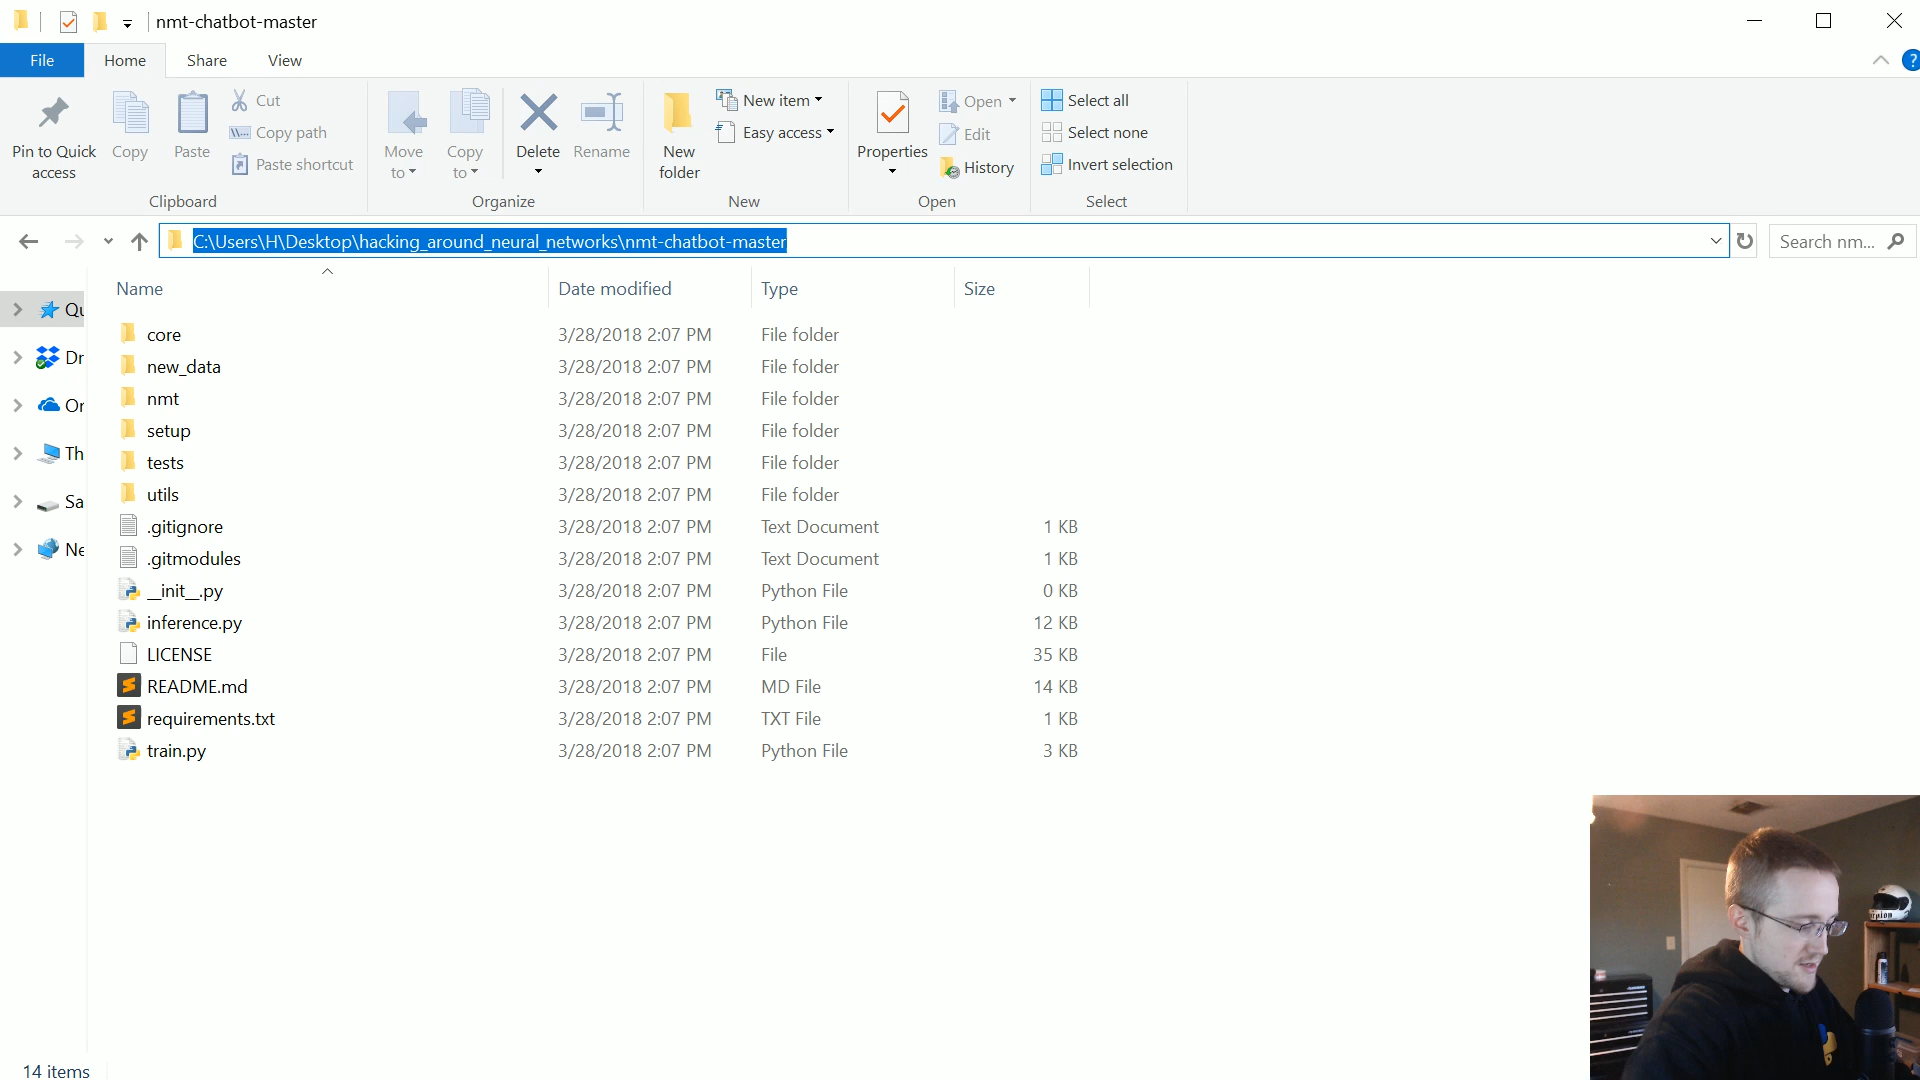 nmt-chatbot-master
File Home Share View
Pin to Quick access
Copy
Paste
Cut
Copy path
Paste shortcut
Clipboard
Move to
Copy to
Delete
Rename
Organize
New folder
New item
Easy access
New
Properties
Open
Edit
History
Open
Select all
Select none
Invert selection
Select
C:\Users\H\Desktop\hacking_around_neural_networks\nmt-chatbot-master
Search nm...
Name Date modified Type Size
Qu
Dr
Or
Th
Sa
Ne
core 3/28/2018 2:07 PM File folder
new_data 3/28/2018 2:07 PM File folder
nmt 3/28/2018 2:07 PM File folder
setup 3/28/2018 2:07 PM File folder
tests 3/28/2018 2:07 PM File folder
utils 3/28/2018 2:07 PM File folder
.gitignore 3/28/2018 2:07 PM Text Document 1 KB
.gitmodules 3/28/2018 2:07 PM Text Document 1 KB
__init__.py 3/28/2018 2:07 PM Python File 0 KB
inference.py 3/28/2018 2:07 PM Python File 12 KB
LICENSE 3/28/2018 2:07 PM File 35 KB
README.md 3/28/2018 2:07 PM MD File 14 KB
requirements.txt 3/28/2018 2:07 PM TXT File 1 KB
train.py 3/28/2018 2:07 PM Python File 3 KB
14 items